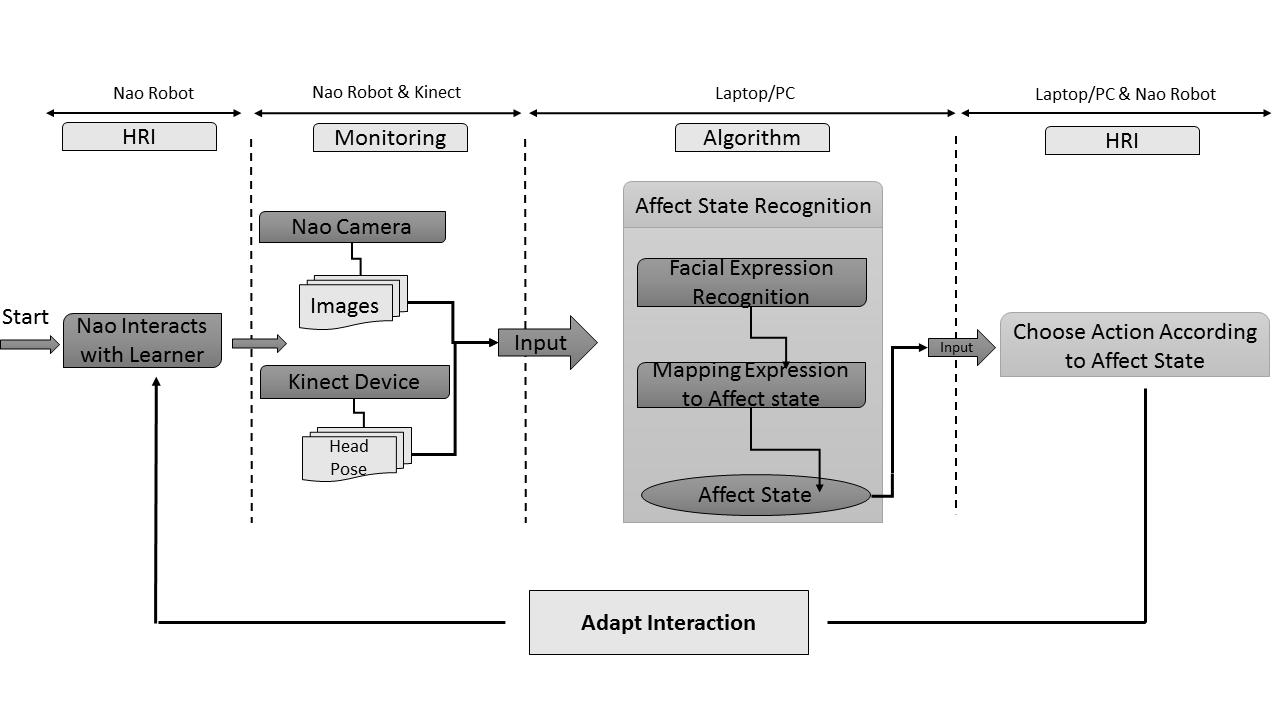 Nao Robot
Nao Robot & Kinect
Laptop/PC
Laptop/PC & Nao Robot
HRI
Monitoring
Algorithm
HRI
Start
Nao Interacts
with Learner
Nao Camera
Images
Kinect Device
Head
Pose
Input
Affect State Recognition
Facial Expression
Recognition
Mapping Expression
to Affect state
Affect State
Input
Choose Action According
to Affect State
Adapt Interaction